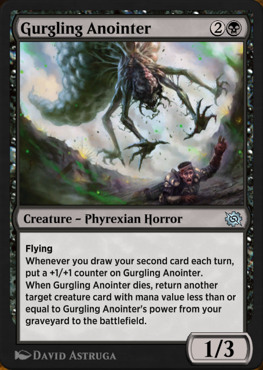 Gurgling Anointer 2
Creature – Phyrexian Horror
Flying
Whenever you draw your second card each turn,
put a +1/+1 counter on Gurgling Anointer.
When Gurgling Anointer dies, return another
target creature card with mana value less than or
equal to Gurgling Anointer's power from your
graveyard to the battlefield.
David Astruga
1/3